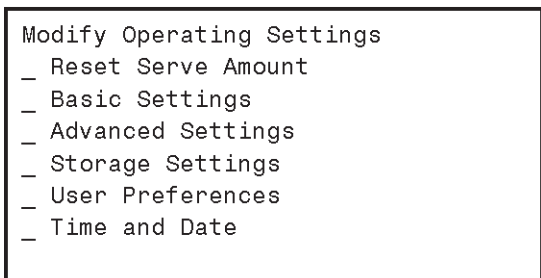 Modify Operating Settings
_ Reset Serve Amount
_ Basic Settings
_ Advanced Settings
_ Storage Settings
_ User Preferences
_ Time and Date